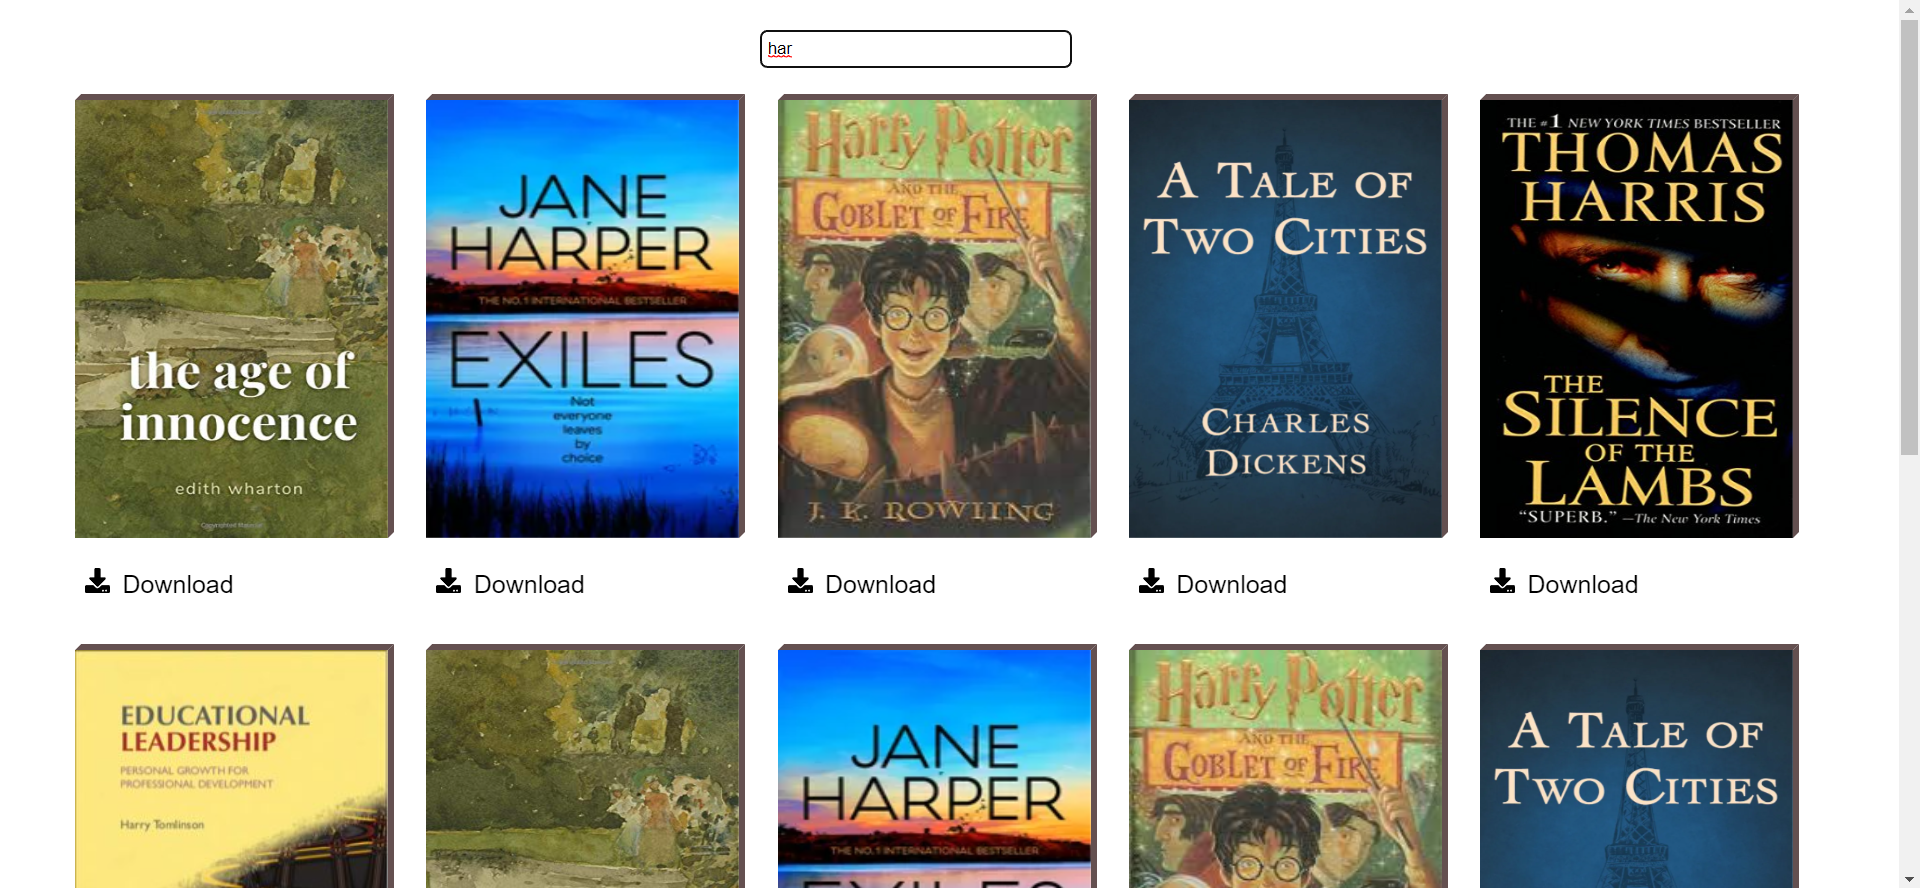 har
the age of
innocence
edith wharton
Copyrighted Material
JANE
HARPER
THE NO. 1 INTERNATIONAL BESTSELLER
EXILES
Not
everyone
leaves
by
choice
Harry Potter
AND THE
GOBLET OF FIRE
J. K. ROWLING
A TALE OF
TWO CITIES
CHARLES
DICKENS
THE #1 NEW YORK TIMES BESTSELLER
THOMAS
HARRIS
THE
SILENCE
OF THE
LAMBS
“SUPERB.” —The New York Times
Download
Download
Download
Download
Download
EDUCATIONAL
LEADERSHIP
PERSONAL GROWTH FOR
PROFESSIONAL DEVELOPMENT
Harry Tomlinson
JANE
HARPER
THE NO. 1 INTERNATIONAL BESTSELLER
EXILES
Harry Potter
AND THE
GOBLET OF FIRE
A TALE OF
TWO CITIES